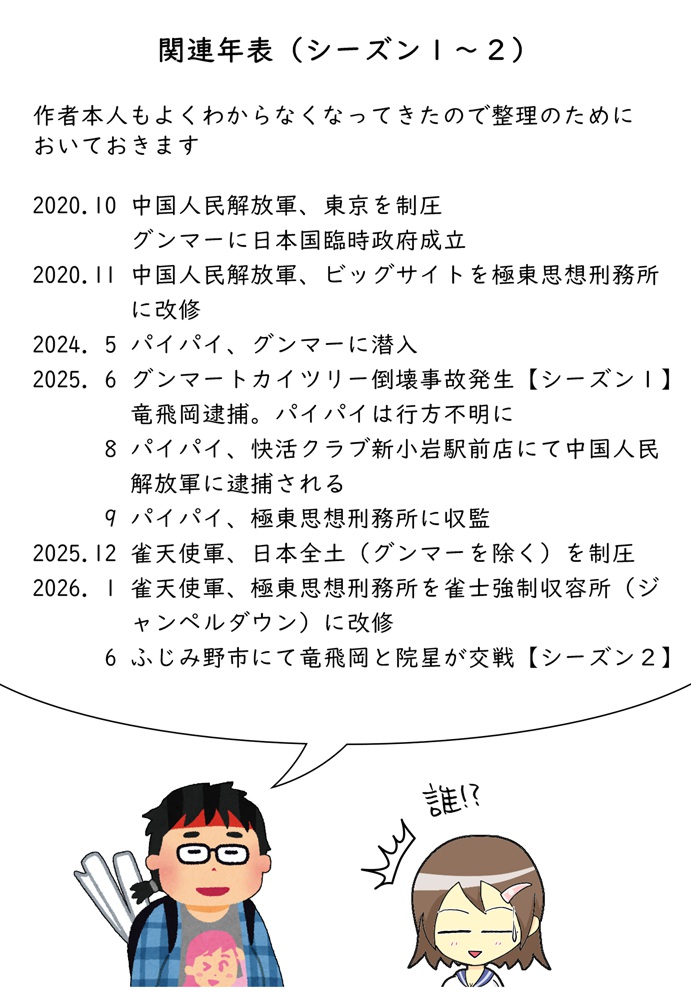 関連年表（シーズン１～２）
作者本人もよくわからなくなってきたので整理のために
おいておきます
2020.10 中国人民解放軍、東京を制圧
グンマーに日本国臨時政府成立
2020.11 中国人民解放軍、ビッグサイトを極東思想刑務所
に改修
2024. 5 パイパイ、グンマーに潜入
2025. 6 グンマートカイツリー倒壊事故発生【シーズン１】
竜飛岡逮捕。パイパイは行方不明に
8 パイパイ、快活クラブ新小岩駅前店にて中国人民
解放軍に逮捕される
9 パイパイ、極東思想刑務所に収監
2025.12 雀天使軍、日本全土（グンマーを除く）を制圧
2026. 1 雀天使軍、極東思想刑務所を雀士強制収容所（ジ
ャンペルダウン）に改修
6 ふじみ野市にて竜飛岡と院星が交戦【シーズン２】
誰!?